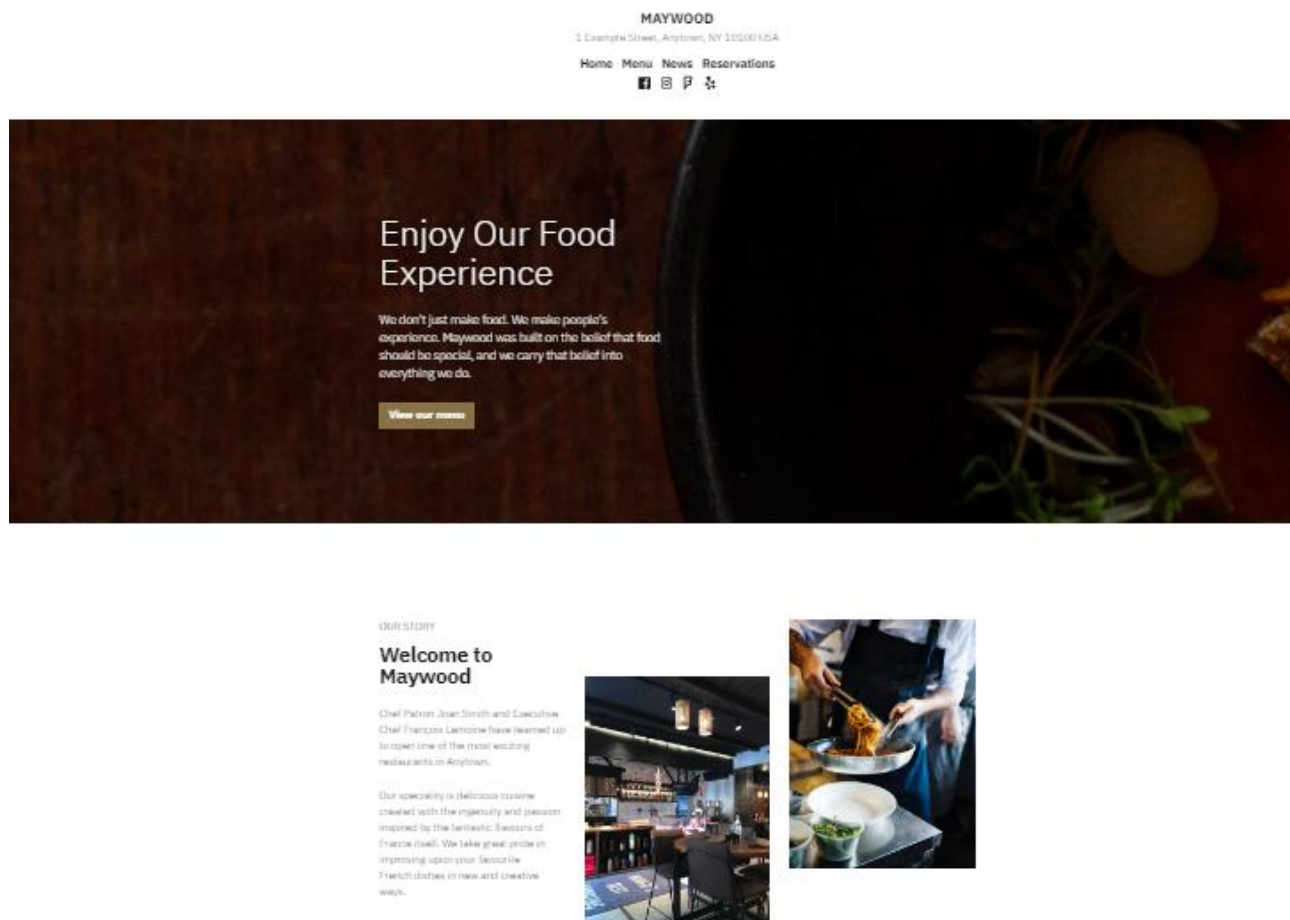 MAYWOOD
1 Example Street, Anytown, NY 10100 USA
Home Menu News Reservations
Enjoy Our Food
Experience
We don't just make food. We make people's
experience. Maywood was built on the belief that food
should be special, and we carry that belief into
everything we do.
View our menu
OUR STORY
Welcome to
Maywood
Chef Patron Joan Smith and Executive
Chef François Lemoine have teamed up
to open one of the most exciting
restaurants in Anytown.
Our speciality is delicious cuisine
created with the ingenuity and passion
inspired by the fantastic flavours of
France itself. We take great pride in
improving upon your favourite
French dishes in new and creative
ways.